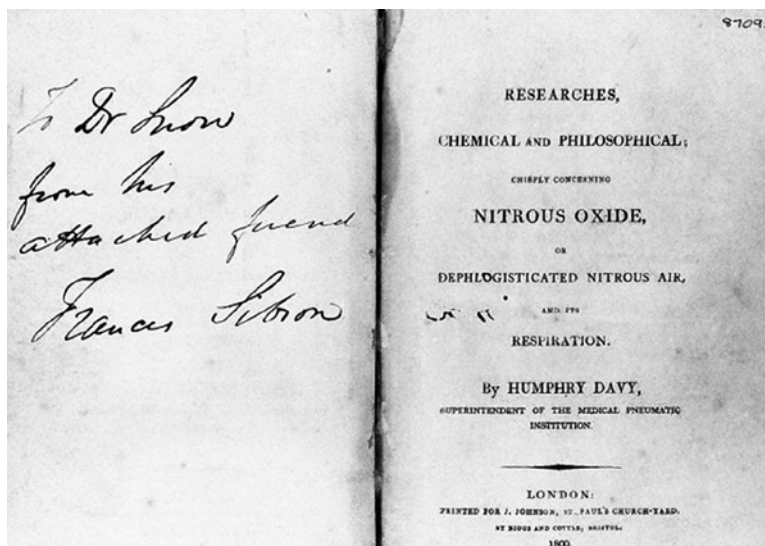 To Dr Snow
from his
attached friend
Francis Sibson
8709
RESEARCHES,
CHEMICAL AND PHILOSOPHICAL;
CHIEFLY CONCERNING
NITROUS OXIDE,
OR
DEPHLOGISTICATED NITROUS AIR,
AND ITS
RESPIRATION.
By HUMPHRY DAVY,
SUPERINTENDENT OF THE MEDICAL PNEUMATIC
INSTITUTION.
LONDON:
PRINTED FOR J. JOHNSON, ST. PAUL'S CHURCH-YARD.
BY BIGGS AND COTTLE, BRISTOL.
1800.